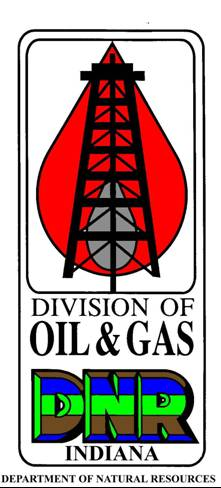 DIVISION OF
OIL & GAS
DNR
INDIANA
DEPARTMENT OF NATURAL RESOURCES